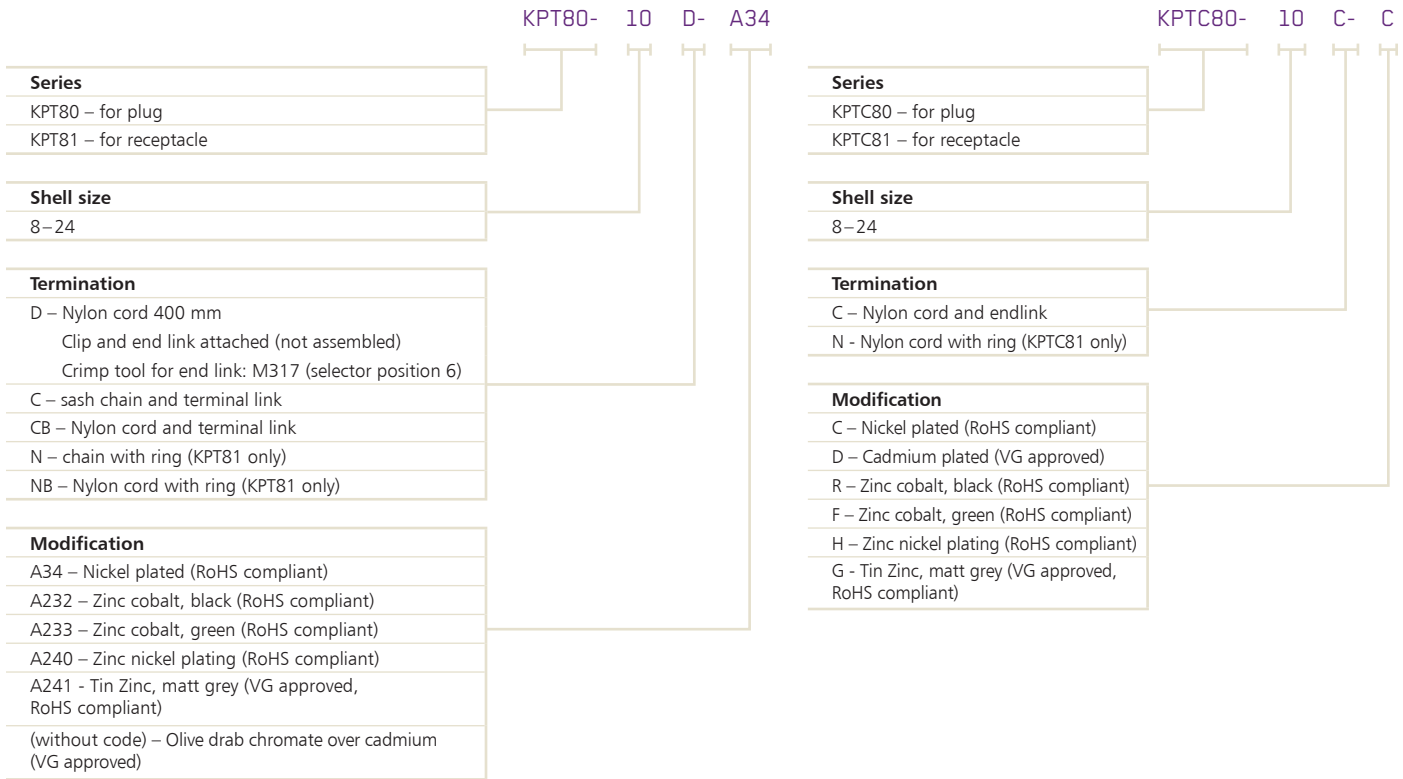 KPT80- 10 D- A34
Series
KPT80 – for plug
KPT81 – for receptacle
Shell size
8–24
Termination
D – Nylon cord 400 mm
Clip and end link attached (not assembled)
Crimp tool for end link: M317 (selector position 6)
C – sash chain and terminal link
CB – Nylon cord and terminal link
N – chain with ring (KPT81 only)
NB – Nylon cord with ring (KPT81 only)
Modification
A34 – Nickel plated (RoHS compliant)
A232 – Zinc cobalt, black (RoHS compliant)
A233 – Zinc cobalt, green (RoHS compliant)
A240 – Zinc nickel plating (RoHS compliant)
A241 - Tin Zinc, matt grey (VG approved,
RoHS compliant)
(without code) – Olive drab chromate over cadmium
(VG approved)
KPTC80- 10 C- C
Series
KPTC80 – for plug
KPTC81 – for receptacle
Shell size
8–24
Termination
C – Nylon cord and endlink
N - Nylon cord with ring (KPTC81 only)
Modification
C – Nickel plated (RoHS compliant)
D – Cadmium plated (VG approved)
R – Zinc cobalt, black (RoHS compliant)
F – Zinc cobalt, green (RoHS compliant)
H – Zinc nickel plating (RoHS compliant)
G - Tin Zinc, matt grey (VG approved,
RoHS compliant)